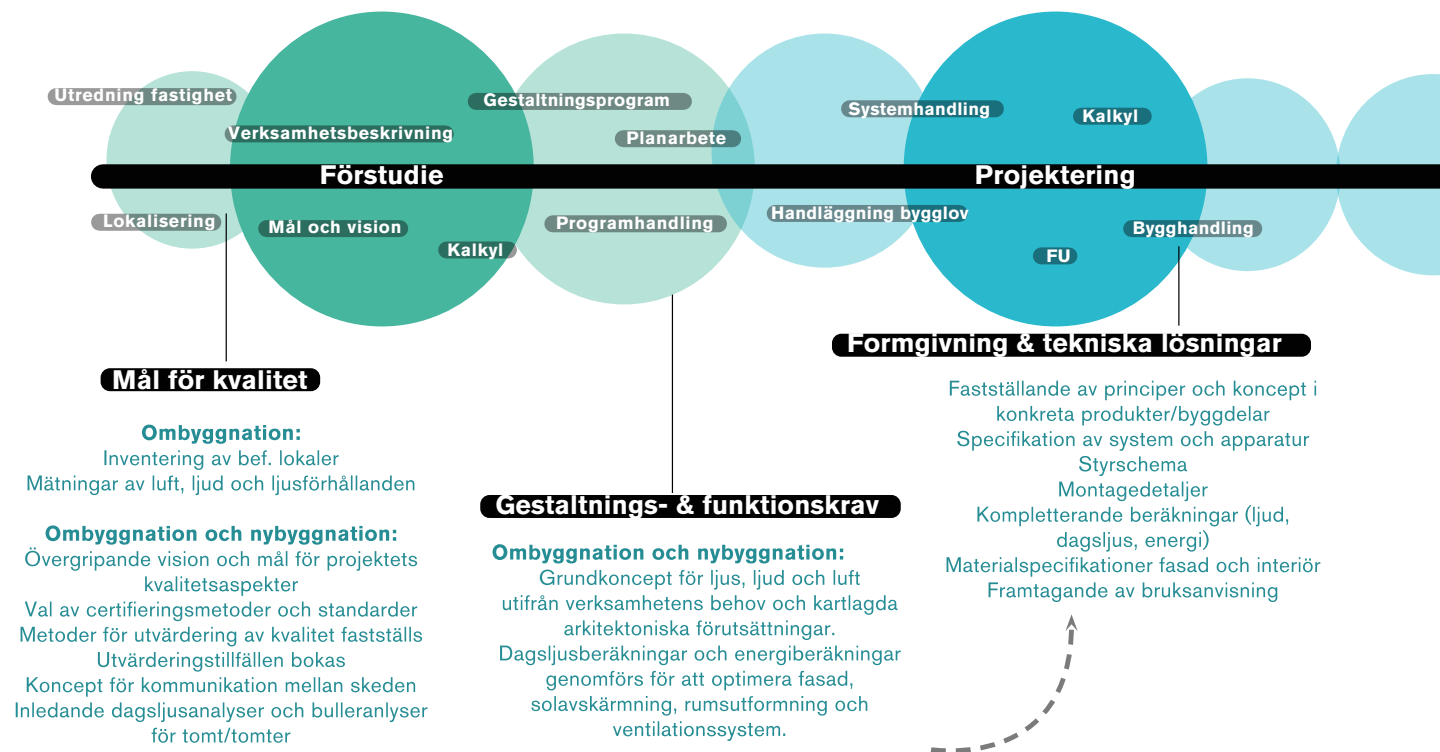 Utredning fastighet
Verksamhetsbeskrivning
Gestaltningsprogram
Planarbete
Systemhandling
Kalkyl
Förstudie
Projektering
Lokalisering
Mål och vision
Kalkyl
Programhandling
Handläggning bygglov
FU
Bygghandling
Mål för kvalitet
Ombyggnation:
Inventering av bef. lokaler
Mätningar av luft, ljud och ljusförhållanden
Ombyggnation och nybyggnation:
Övergripande vision och mål för projektets
kvalitetsaspekter
Val av certifieringsmetoder och standarder
Metoder för utvärdering av kvalitet fastställs
Utvärderingstillfällen bokas
Koncept för kommunikation mellan skeden
Inledande dagsljusanalyser och bulleranlyser
för tomt/tomter
Gestaltnings- & funktionskrav
Ombyggnation och nybyggnation:
Grundkoncept för ljus, ljud och luft
utifrån verksamhetens behov och kartlagda
arkitektoniska förutsättningar.
Dagsljusberäkningar och energiberäkningar
genomförs för att optimera fasad,
solavskärmning, rumsutformning och
ventilationssystem.
Formgivning & tekniska lösningar
Fastställande av principer och koncept i
konkreta produkter/byggdelar
Specifikation av system och apparatur
Styrschema
Montagedetaljer
Kompletterande beräkningar (ljud,
dagsljus, energi)
Materialspecifikationer fasad och interiör
Framtagande av bruksanvisning